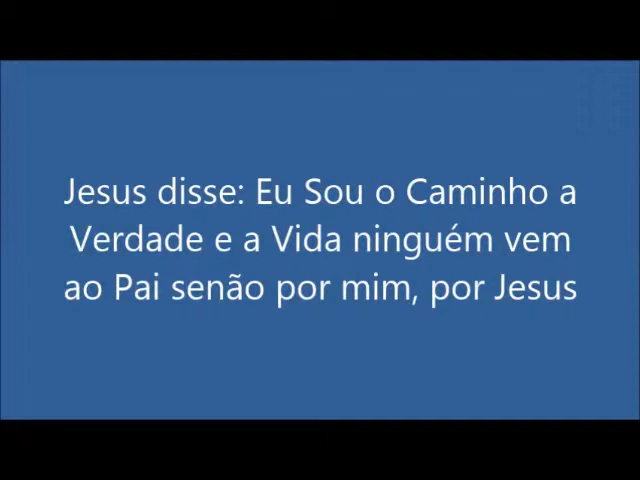 Jesus disse: Eu Sou o Caminho a
Verdade e a Vida ninguém vem
ao Pai senão por mim, por Jesus